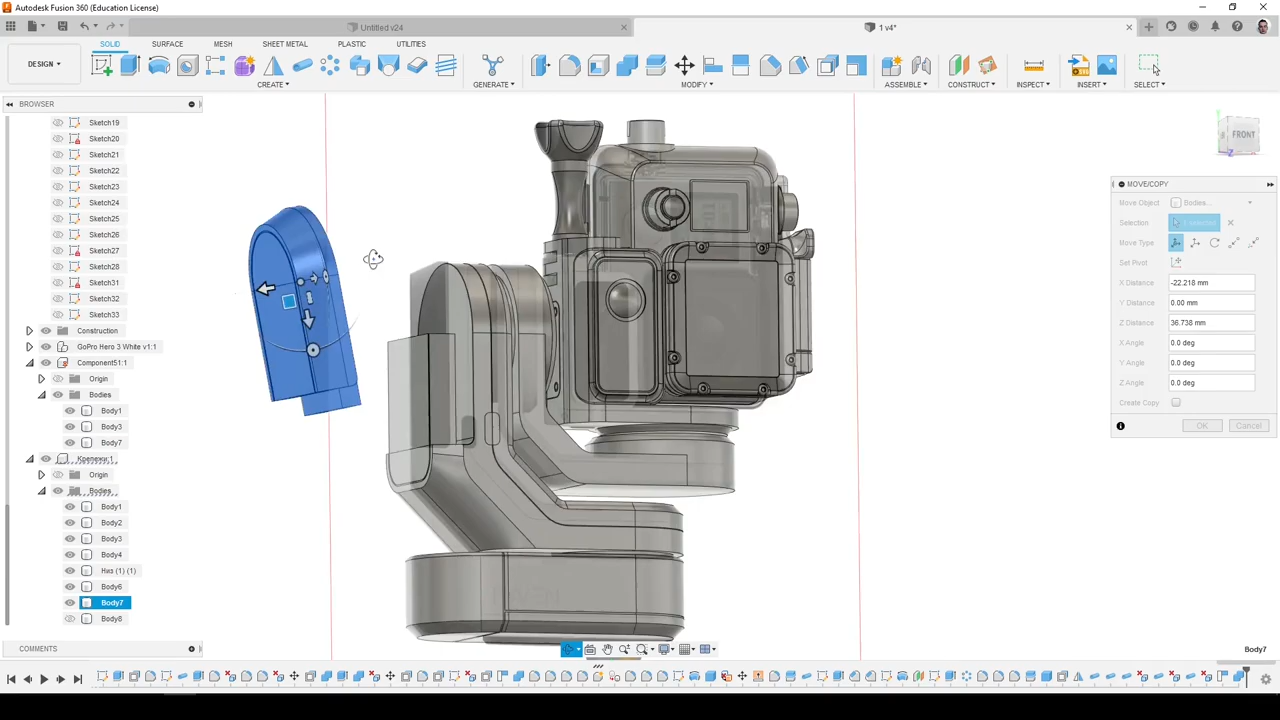 Autodesk Fusion 360 (Education License)
Untitled v24
1 v4*
SOLID SURFACE MESH SHEET METAL PLASTIC UTILITIES
DESIGN
CREATE GENERATE MODIFY ASSEMBLE CONSTRUCT INSPECT INSERT SELECT
BROWSER
Sketch19
Sketch20
Sketch21
Sketch22
Sketch23
Sketch24
Sketch25
Sketch26
Sketch27
Sketch28
Sketch31
Sketch32
Sketch33
Construction
GoPro Hero 3 White v1:1
Component51:1
Origin
Bodies
Body1
Body3
Body7
Крепежи:1
Origin
Bodies
Body1
Body2
Body3
Body4
Низ (1) (1)
Body6
Body7
Body8
COMMENTS
FRONT
MOVE/COPY
Move Object Bodies...
Selection 1 selected
Move Type
Set Pivot
X Distance -22.218 mm
Y Distance 0.00 mm
Z Distance 36.738 mm
X Angle 0.0 deg
Y Angle 0.0 deg
Z Angle 0.0 deg
Create Copy
OK Cancel
Body7